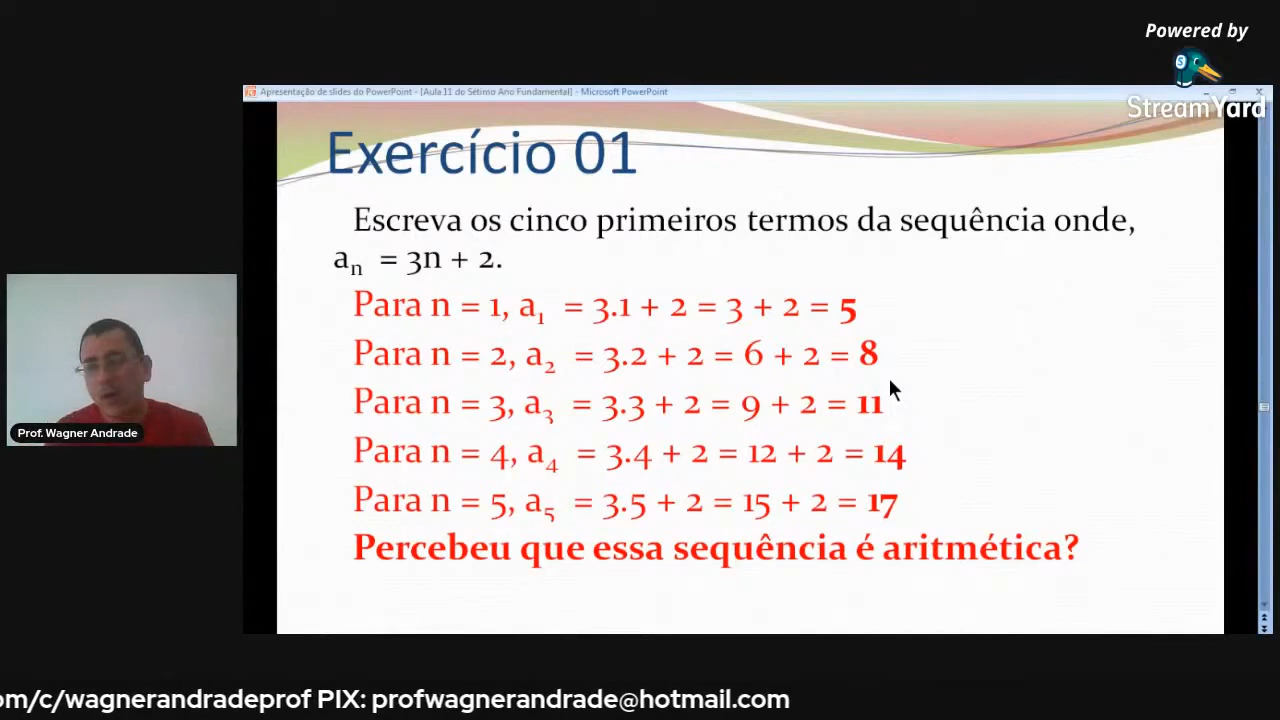 Powered by
StreamYard
Apresentação de slides do PowerPoint - [Aula 11 do Sétimo Ano Fundamental] - Microsoft PowerPoint
Exercício 01
Escreva os cinco primeiros termos da sequência onde,
aₙ = 3n + 2.
Para n = 1, a₁ = 3.1 + 2 = 3 + 2 = 5
Para n = 2, a₂ = 3.2 + 2 = 6 + 2 = 8
Para n = 3, a₃ = 3.3 + 2 = 9 + 2 = 11
Para n = 4, a₄ = 3.4 + 2 = 12 + 2 = 14
Para n = 5, a₅ = 3.5 + 2 = 15 + 2 = 17
Percebeu que essa sequência é aritmética?
Prof. Wagner Andrade
om/c/wagnerandradeprof PIX: profwagnerandrade@hotmail.com